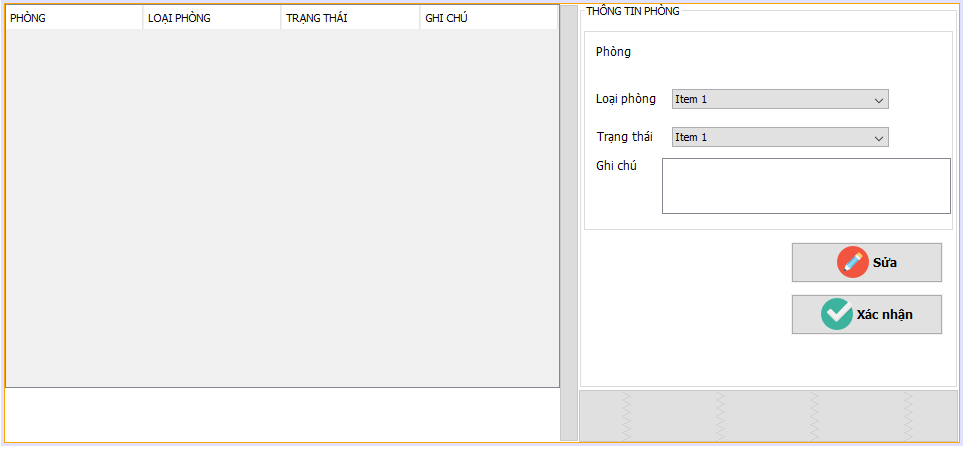 PHÒNG LOẠI PHÒNG TRẠNG THÁI GHI CHÚ
THÔNG TIN PHÒNG
Phòng
Loại phòng Item 1
Trạng thái Item 1
Ghi chú
Sửa
Xác nhận